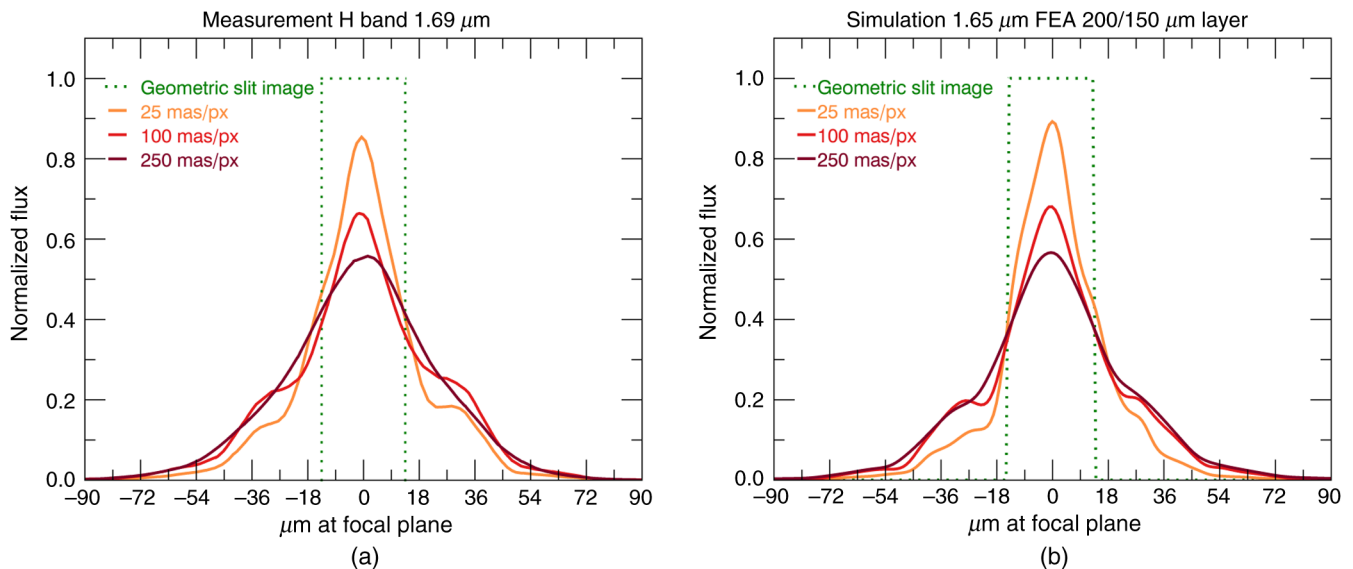 Measurement H band 1.69 μm
1.0
0.8
0.6
0.4
0.2
0.0
Normalized flux
Geometric slit image
25 mas/px
100 mas/px
250 mas/px
−90 −72 −54 −36 −18 0 18 36 54 72 90
μm at focal plane
(a)
Simulation 1.65 μm FEA 200/150 μm layer
1.0
0.8
0.6
0.4
0.2
0.0
Normalized flux
Geometric slit image
25 mas/px
100 mas/px
250 mas/px
−90 −72 −54 −36 −18 0 18 36 54 72 90
μm at focal plane
(b)